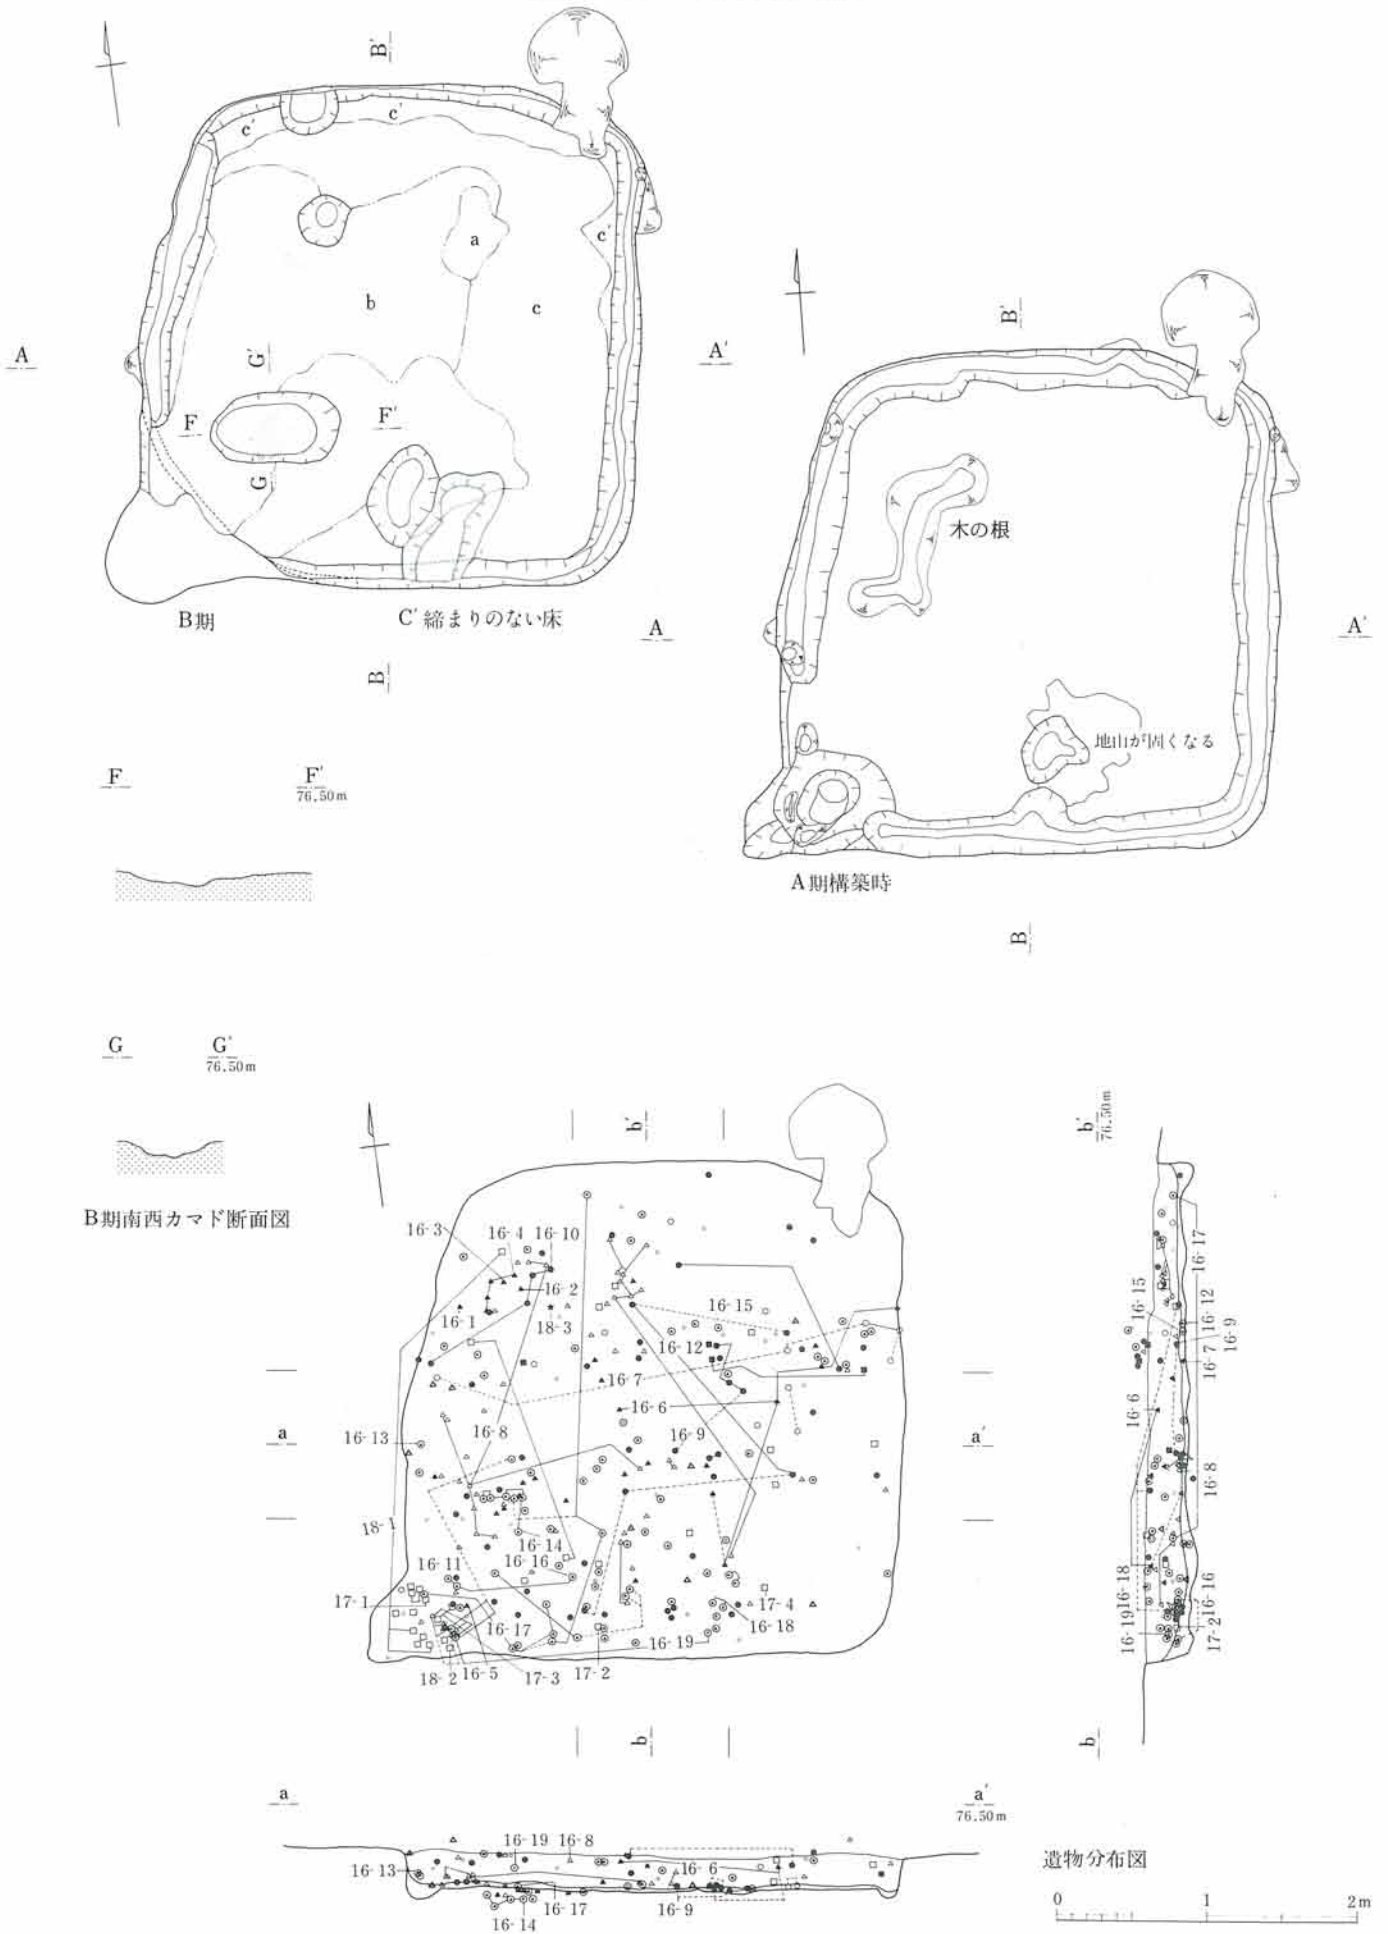 B'
c'
c'
a
c'
b
c
A
A'
G'
F
F'
G
B期
C' 締まりのない床
B
B'
木の根
A
A'
地山が固くなる
A期構築時
B
F
F'
76.50m
G
G'
76.50m
B期南西カマド断面図
b'
16-3
16-4
16-10
16-2
16-1
18-3
16-15
16-12
16-7
16-6
16-8
16-9
a
16-13
a'
18-1
16-14
16-16
16-11
17-1
17-4
16-17
16-18
16-19
18-2
16-5
17-3
17-2
b
b'
76.50m
16-17
16-15
16-12
16-9
16-7
16-6
16-8
16-18
16-16
16-19
17-2
b
a
a'
76.50m
16-19
16-8
16-13
16-6
16-17
16-9
16-14
遺物分布図
0
1
2m